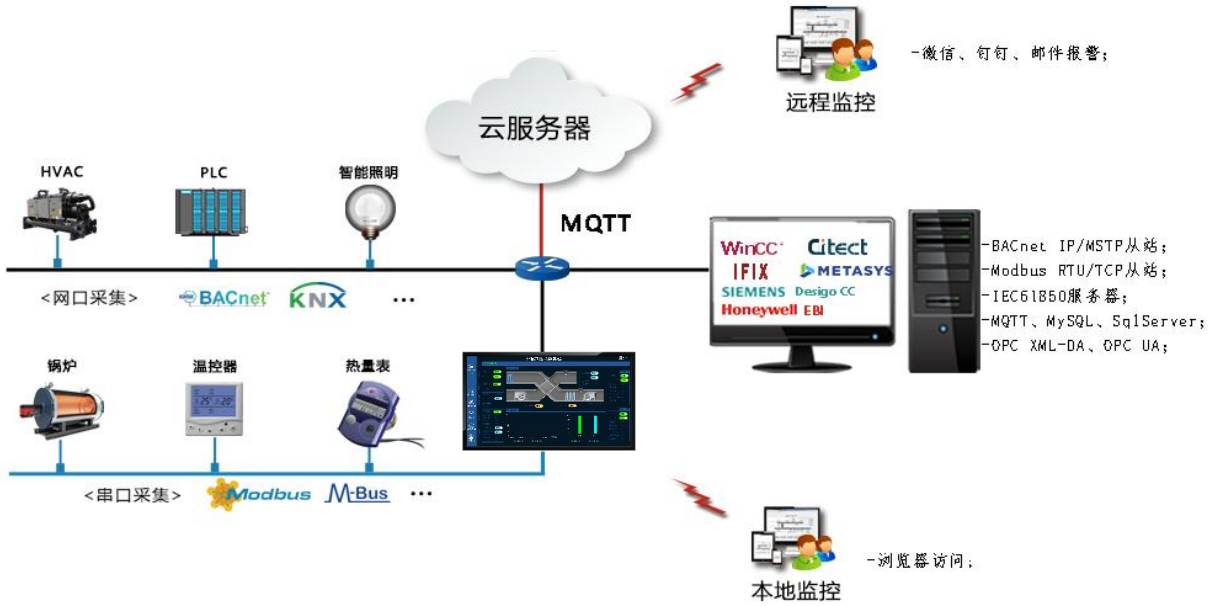 -微信、钉钉、邮件报警;
远程监控
云服务器
HVAC
PLC
智能照明
MQTT
WinCC
Citect
IFIX
METASYS
SIEMENS Desigo CC
Honeywell EBI
-BACnet IP/MSTP从站;
-Modbus RTU/TCP从站;
-IEC61850服务器;
-MQTT、MySQL、SqlServer;
-OPC XML-DA、OPC UA;
<网口采集>
BACnet
KNX
...
锅炉
温控器
热量表
<串口采集>
Modbus
M-Bus
...
-浏览器访问;
本地监控